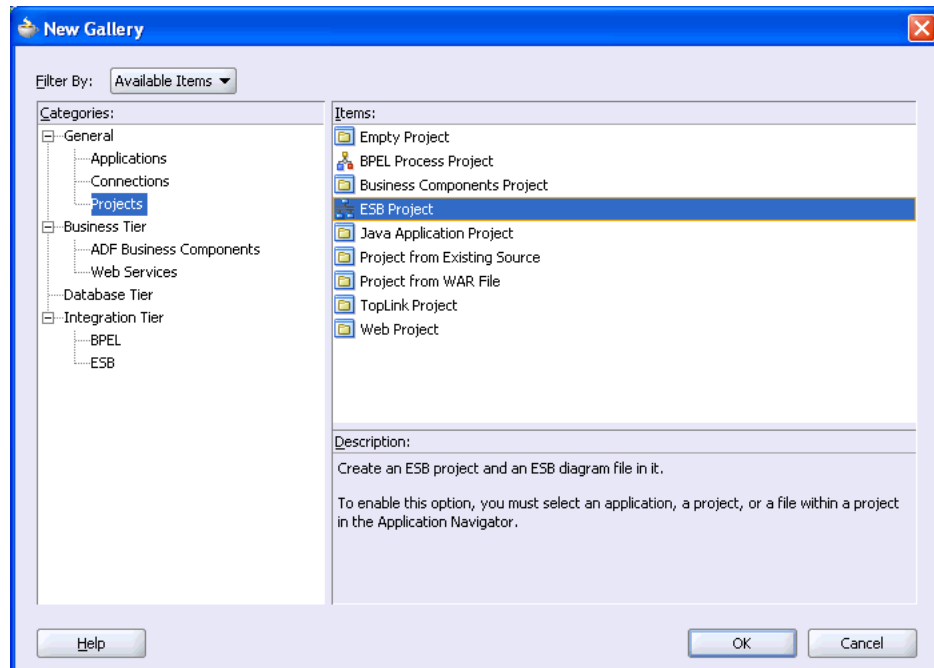 New Gallery
Filter By: Available Items
Categories:
General
Applications
Connections
Projects
Business Tier
ADF Business Components
Web Services
Database Tier
Integration Tier
BPEL
ESB
Items:
Empty Project
BPEL Process Project
Business Components Project
ESB Project
Java Application Project
Project from Existing Source
Project from WAR File
TopLink Project
Web Project
Description:
Create an ESB project and an ESB diagram file in it.
To enable this option, you must select an application, a project, or a file within a project
in the Application Navigator.
Help
OK
Cancel